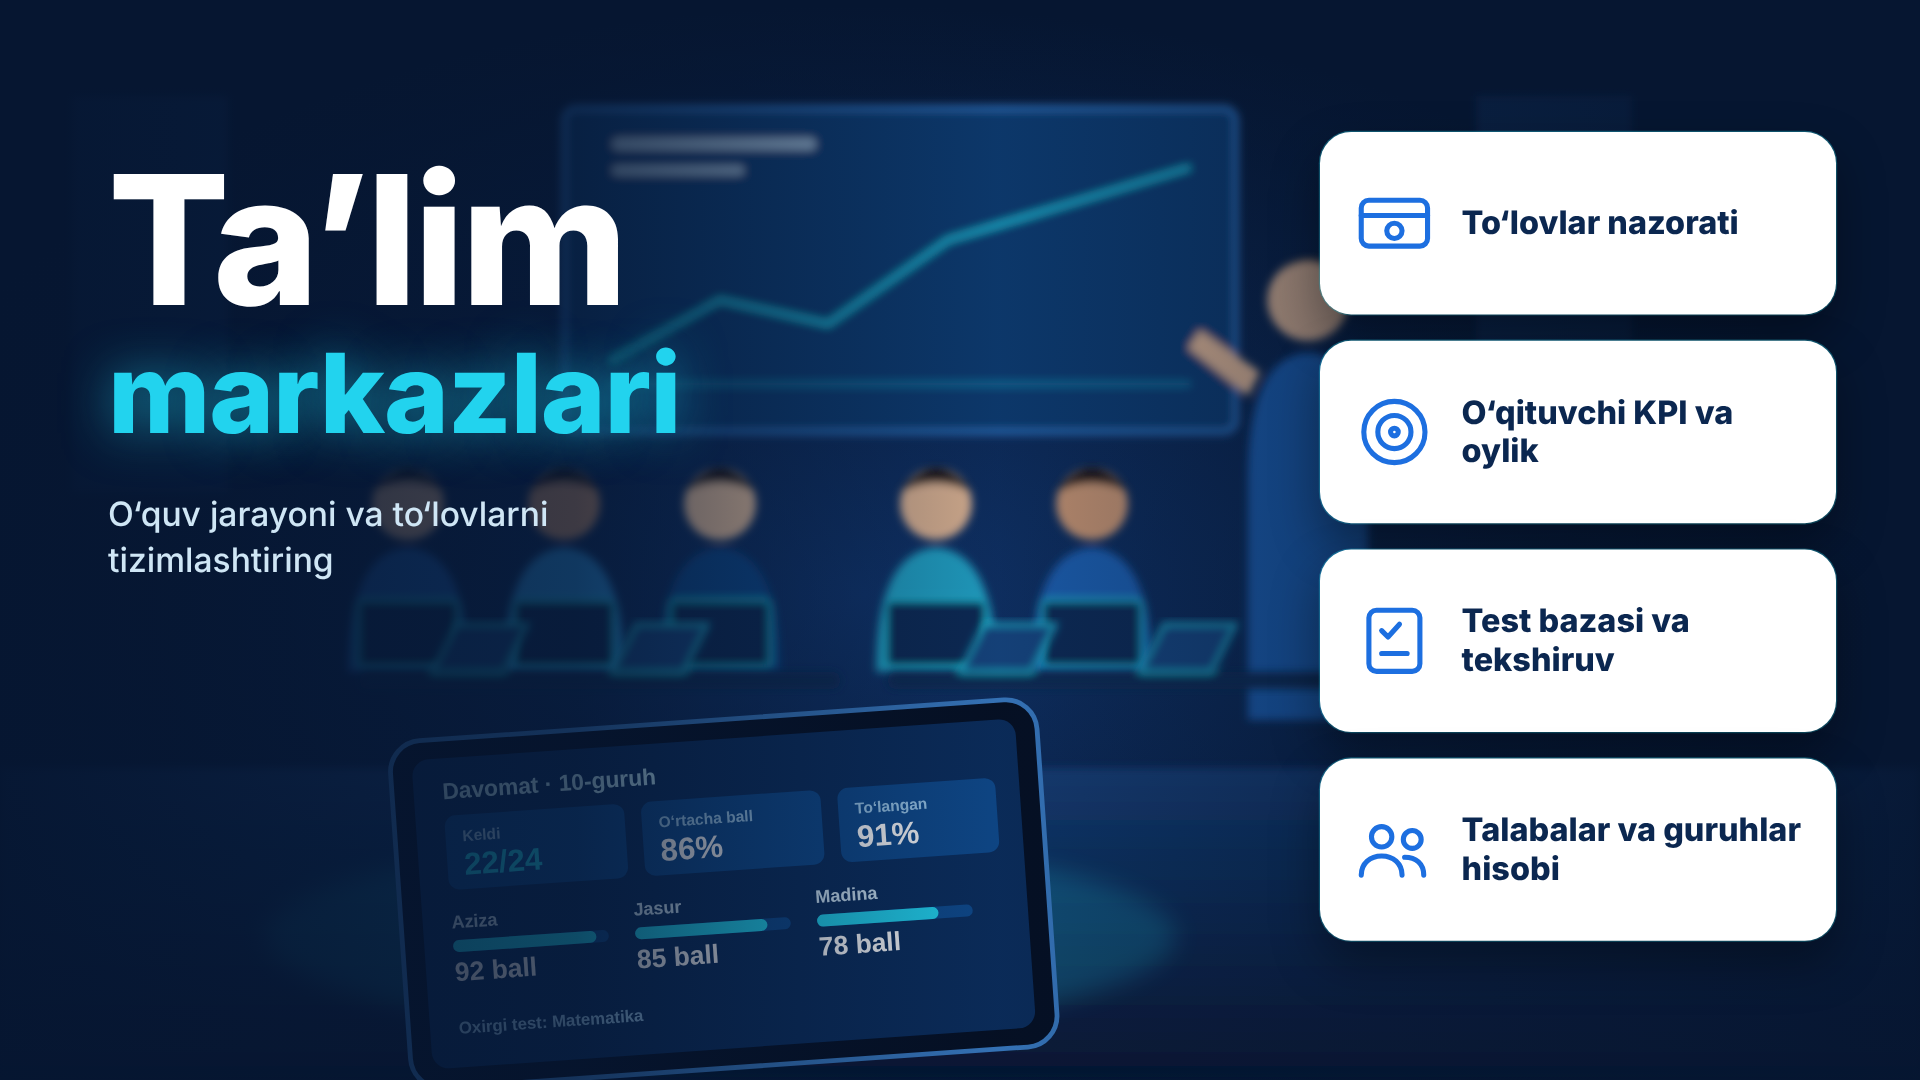 Ta’lim
markazlari
O‘quv jarayoni va to‘lovlarni
tizimlashtiring
To‘lovlar nazorati
O‘qituvchi KPI va
oylik
Test bazasi va
tekshiruv
Talabalar va guruhlar
hisobi
Davomat · 10-guruh
Keldi
22/24
O‘rtacha ball
86%
To‘langan
91%
Aziza
92 ball
Jasur
85 ball
Madina
78 ball
Oxirgi test: Matematika